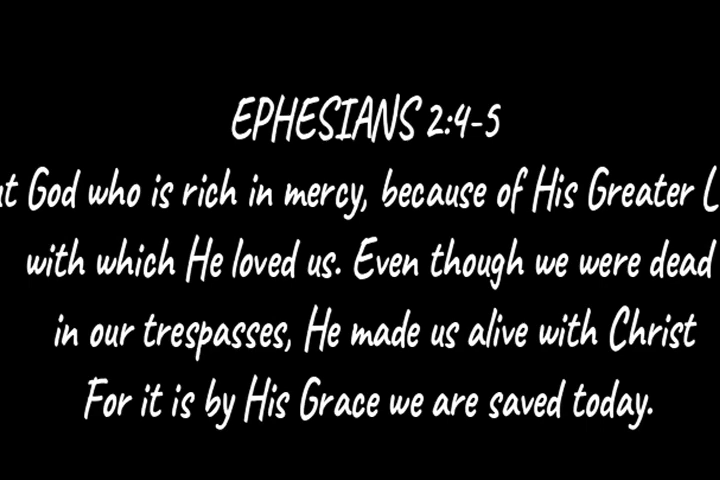 EPHESIANS 2:4-5
God who is rich in mercy, because of His Greater
with which He loved us. Even though we were dead
in our trespasses, He made us alive with Christ
For it is by His Grace we are saved today.